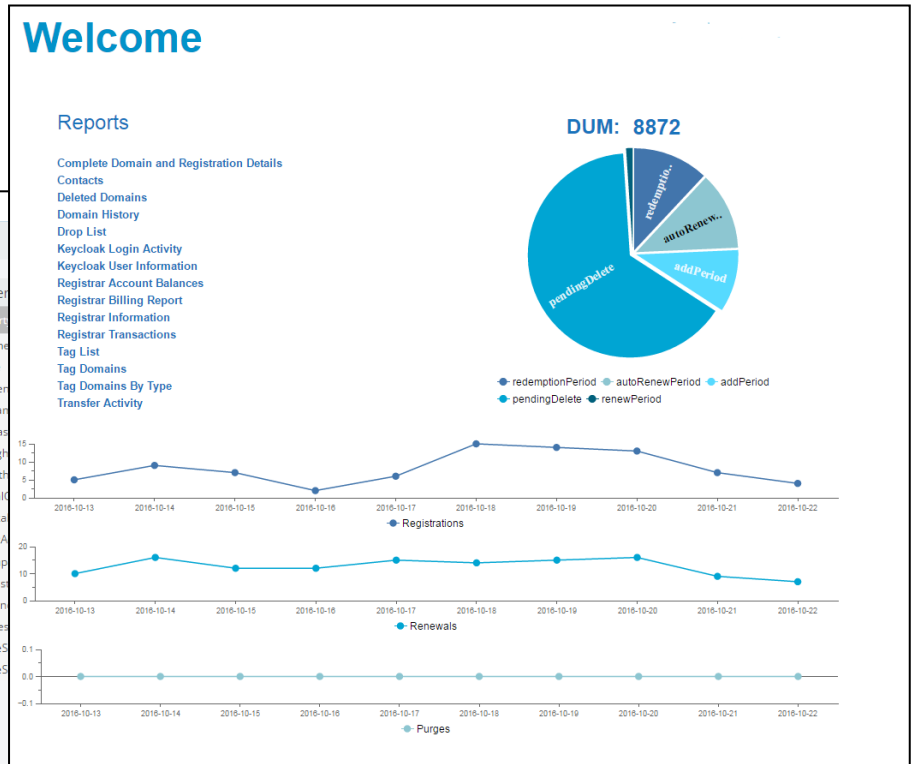 Welcome
Reports
Complete Domain and Registration Details
Contacts
Deleted Domains
Domain History
Drop List
Keycloak Login Activity
Keycloak User Information
Registrar Account Balances
Registrar Billing Report
Registrar Information
Registrar Transactions
Tag List
Tag Domains
Tag Domains By Type
Transfer Activity
DUM: 8872
redemptio..
autoRenew..
addPeriod
pendingDelete
redemptionPeriod autoRenewPeriod addPeriod
pendingDelete renewPeriod
15
10
5
0
2016-10-13 2016-10-14 2016-10-15 2016-10-16 2016-10-17 2016-10-18 2016-10-19 2016-10-20 2016-10-21 2016-10-22
Registrations
20
10
0
2016-10-13 2016-10-14 2016-10-15 2016-10-16 2016-10-17 2016-10-18 2016-10-19 2016-10-20 2016-10-21 2016-10-22
Renewals
0.1
0.0
-0.1
2016-10-13 2016-10-14 2016-10-15 2016-10-16 2016-10-17 2016-10-18 2016-10-19 2016-10-20 2016-10-21 2016-10-22
Purges